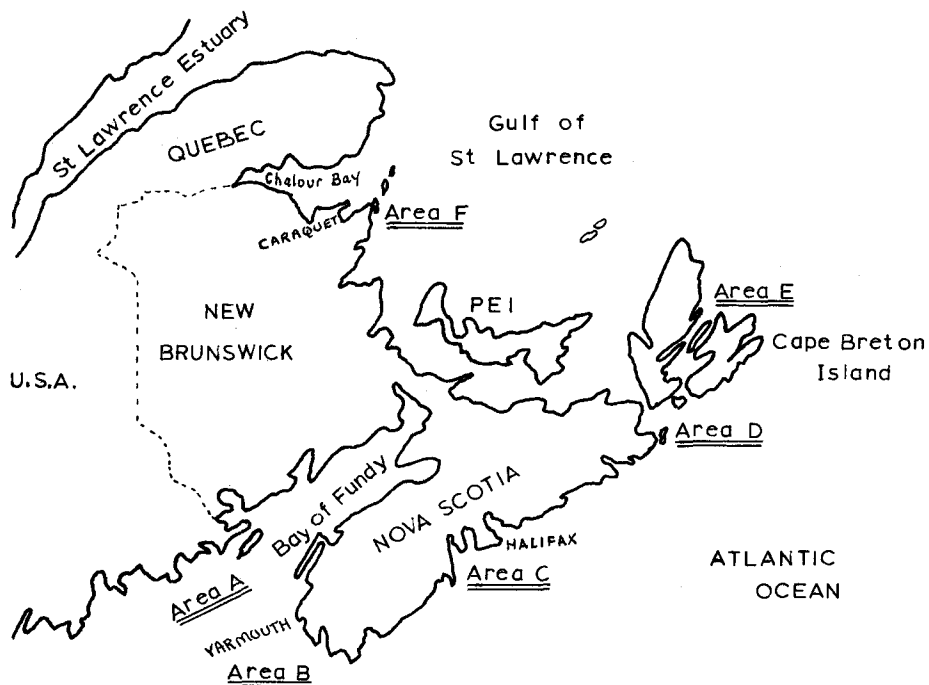 St Lawrence Estuary
QUEBEC
Gulf of
St Lawrence
Chalour Bay
Area F
CARAQUET
NEW
BRUNSWICK
PEI
Area E
Cape Breton
Island
U.S.A.
Area D
Bay of Fundy
NOVA SCOTIA
HALIFAX
Area C
ATLANTIC
OCEAN
Area A
YARMOUTH
Area B